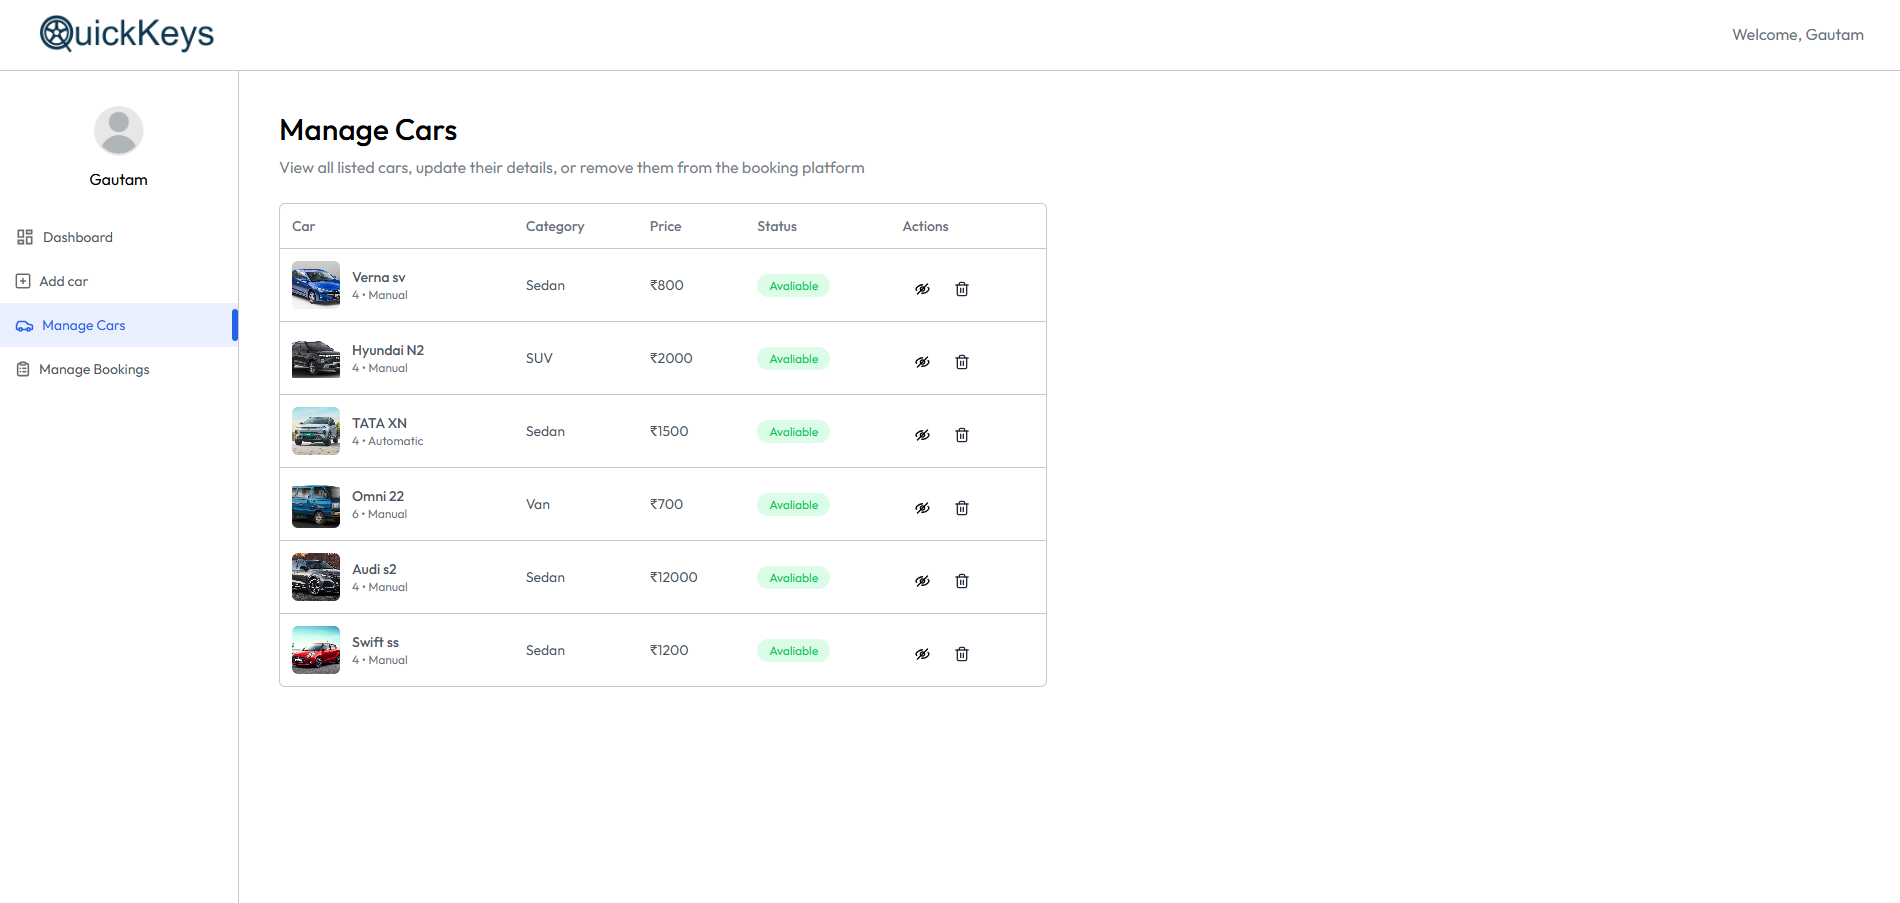 QuickKeys
Welcome, Gautam
Gautam
Dashboard
Add car
Manage Cars
Manage Bookings
Manage Cars
View all listed cars, update their details, or remove them from the booking platform
Car Category Price Status Actions
Verna sv
4 • Manual
Sedan ₹800 Avaliable
Hyundai N2
4 • Manual
SUV ₹2000 Avaliable
TATA XN
4 • Automatic
Sedan ₹1500 Avaliable
Omni 22
6 • Manual
Van ₹700 Avaliable
Audi s2
4 • Manual
Sedan ₹12000 Avaliable
Swift ss
4 • Manual
Sedan ₹1200 Avaliable